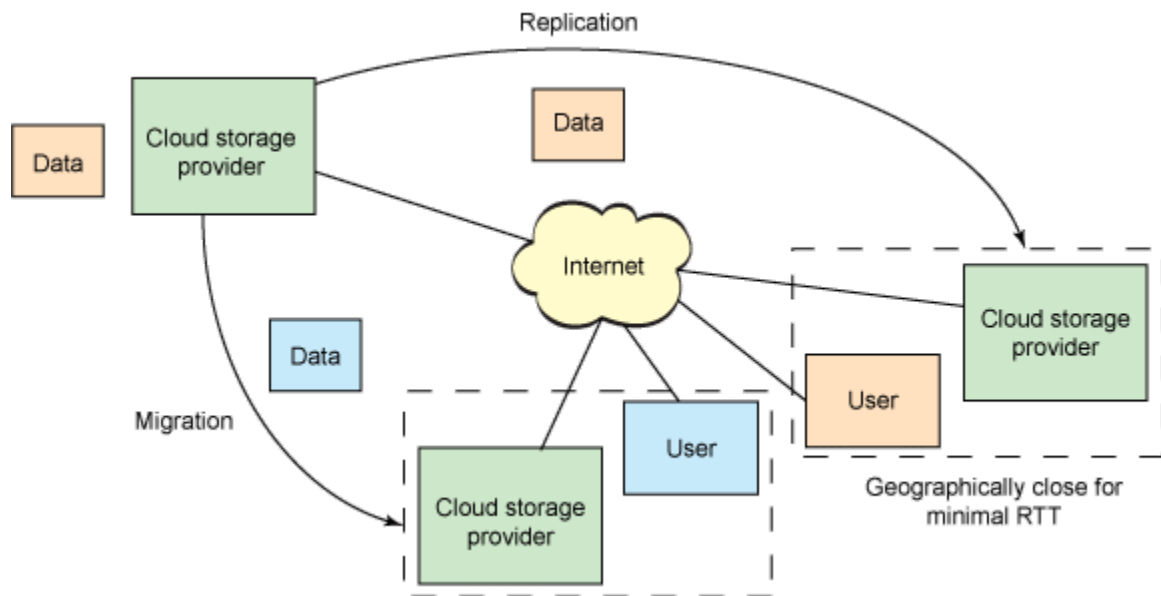 Replication
Cloud storage
provider
Data
Data
Internet
Cloud storage
provider
Data
User
Migration
User
Cloud storage
provider
Geographically close for
minimal RTT